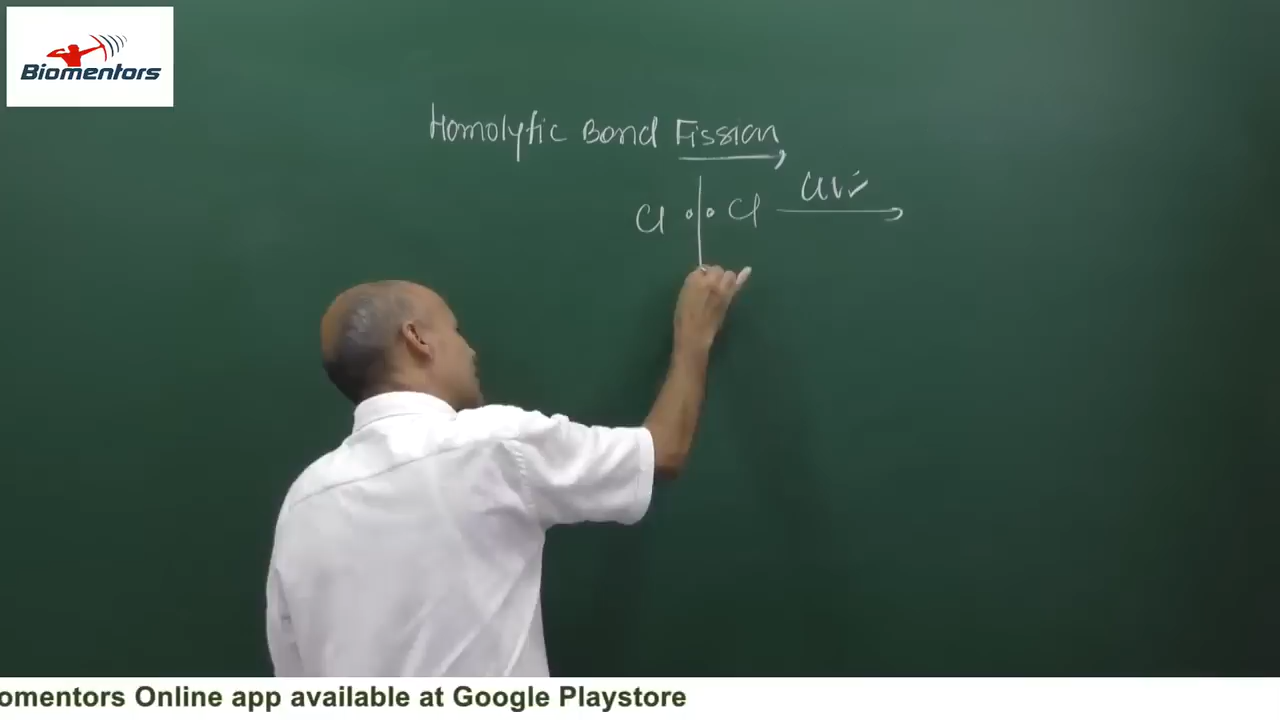 Biomentors
Homolytic Bond Fission
UV
Cl Cl
omentors Online app available at Google Playstore